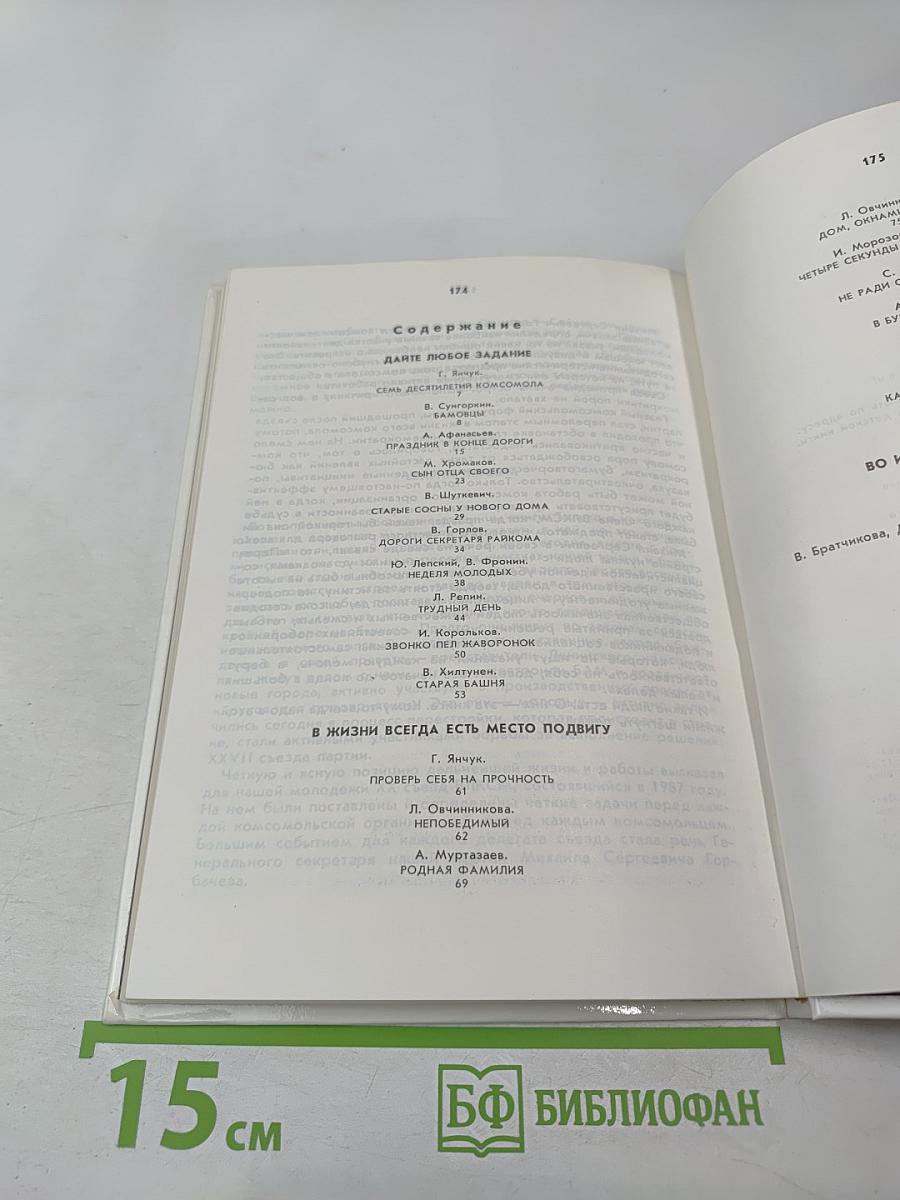 174
Содержание
ДАЙТЕ ЛЮБОЕ ЗАДАНИЕ
Г. Янчук.
СЕМЬ ДЕСЯТИЛЕТИЙ КОМСОМОЛА
7
В. Сунгоркин.
БАМОВЦЫ
8
А. Афанасьев.
ПРАЗДНИК В КОНЦЕ ДОРОГИ
15
М. Хромаков.
СЫН ОТЦА СВОЕГО
23
В. Шуткевич.
СТАРЫЕ СОСНЫ У НОВОГО ДОМА
29
В. Горлов.
ДОРОГИ СЕКРЕТАРЯ РАЙКОМА
34
Ю. Лепский, В. Фронин.
НЕДЕЛЯ МОЛОДЫХ
38
Л. Репин.
ТРУДНЫЙ ДЕНЬ
44
И. Корольков.
ЗВОНКО ПЕЛ ЖАВОРОНОК
50
В. Хилтунен.
СТАРАЯ БАШНЯ
53
В ЖИЗНИ ВСЕГДА ЕСТЬ МЕСТО ПОДВИГУ
Г. Янчук.
ПРОВЕРЬ СЕБЯ НА ПРОЧНОСТЬ
61
Л. Овчинникова.
НЕПОБЕДИМЫЙ
62
А. Муртазаев.
РОДНАЯ ФАМИЛИЯ
69
175
Л. Овчинн
ДОМ, ОКНАМ
75
И. Морозо
ЧЕТЫРЕ СЕКУНДЫ
С.
НЕ РАДИ С
А
В БУ
КА
ВО И
В. Братчикова,
15 см
БФ БИБЛИОФАН